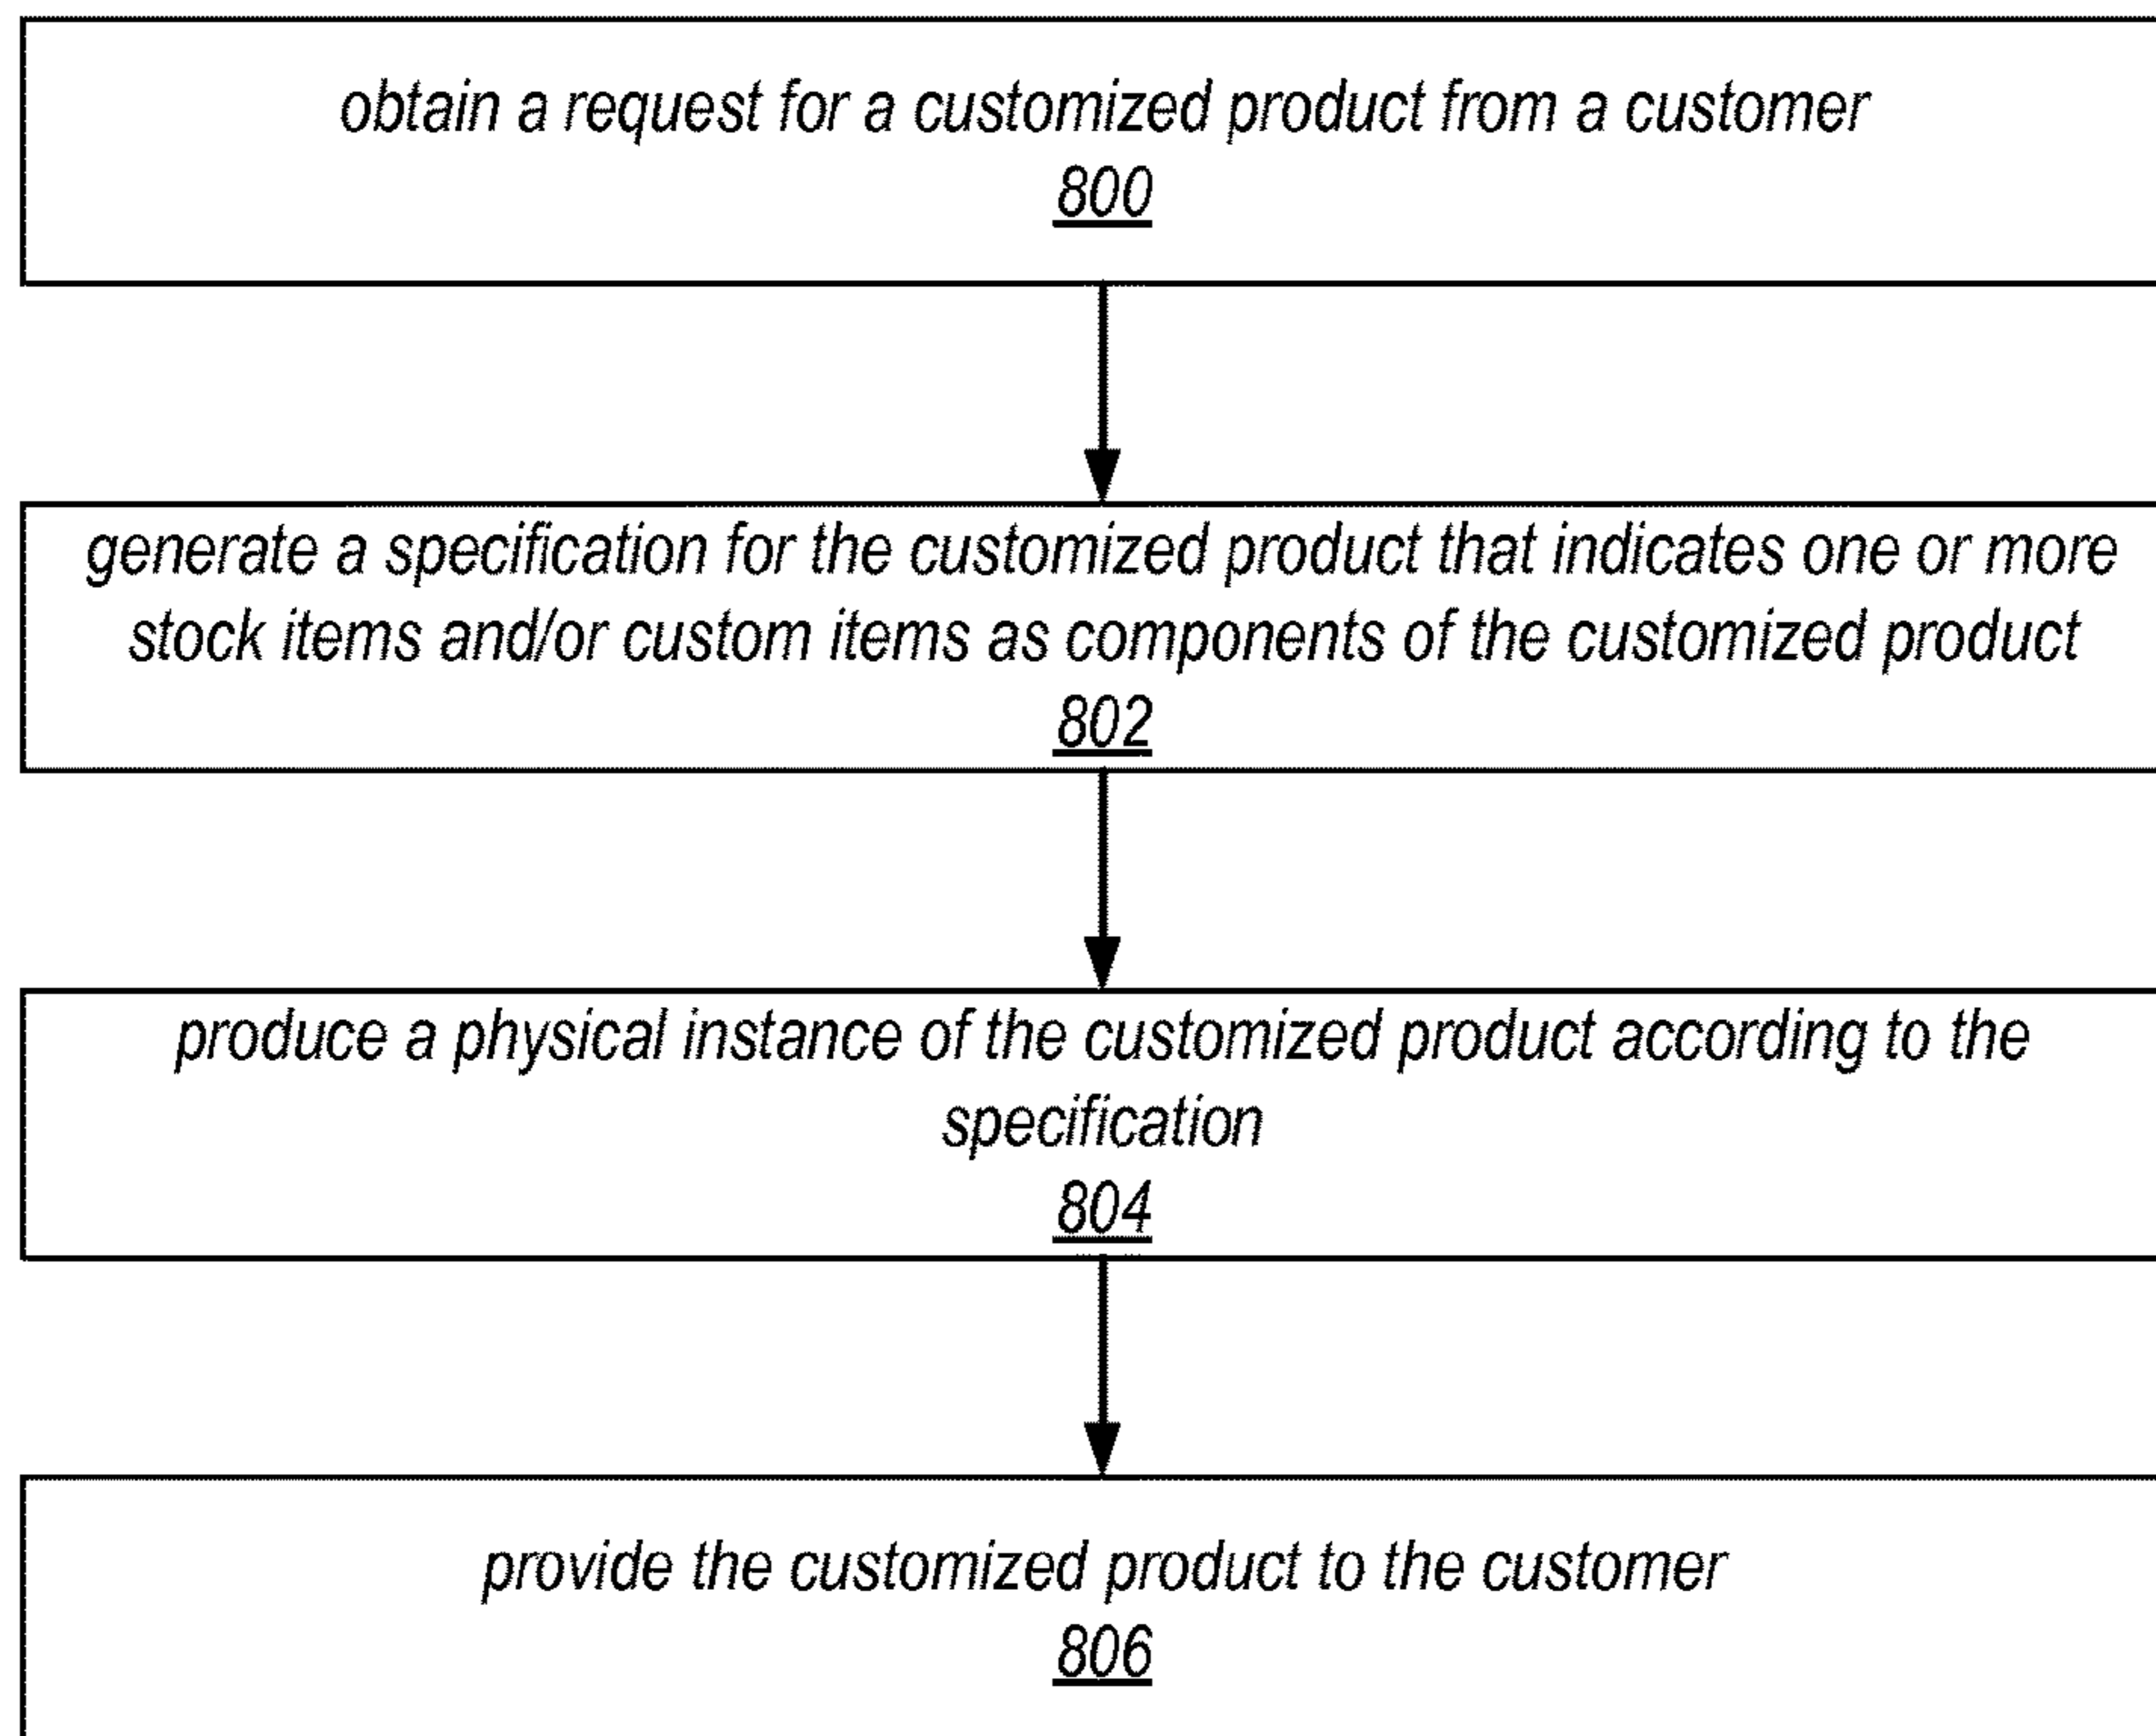 obtain a request for a customized product from a customer
800
generate a specification for the customized product that indicates one or more
stock items and/or custom items as components of the customized product
802
produce a physical instance of the customized product according to the
specification
804
provide the customized product to the customer
806